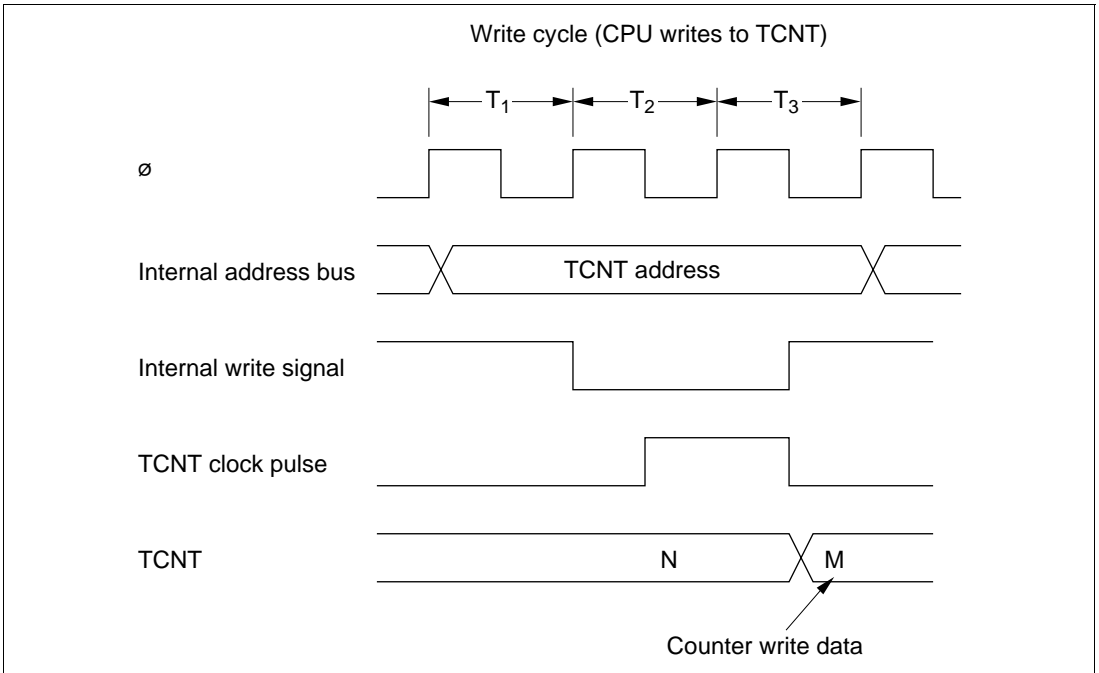 Write cycle (CPU writes to TCNT)
T1 T2 T3
ø
Internal address bus TCNT address
Internal write signal
TCNT clock pulse
TCNT N M
Counter write data